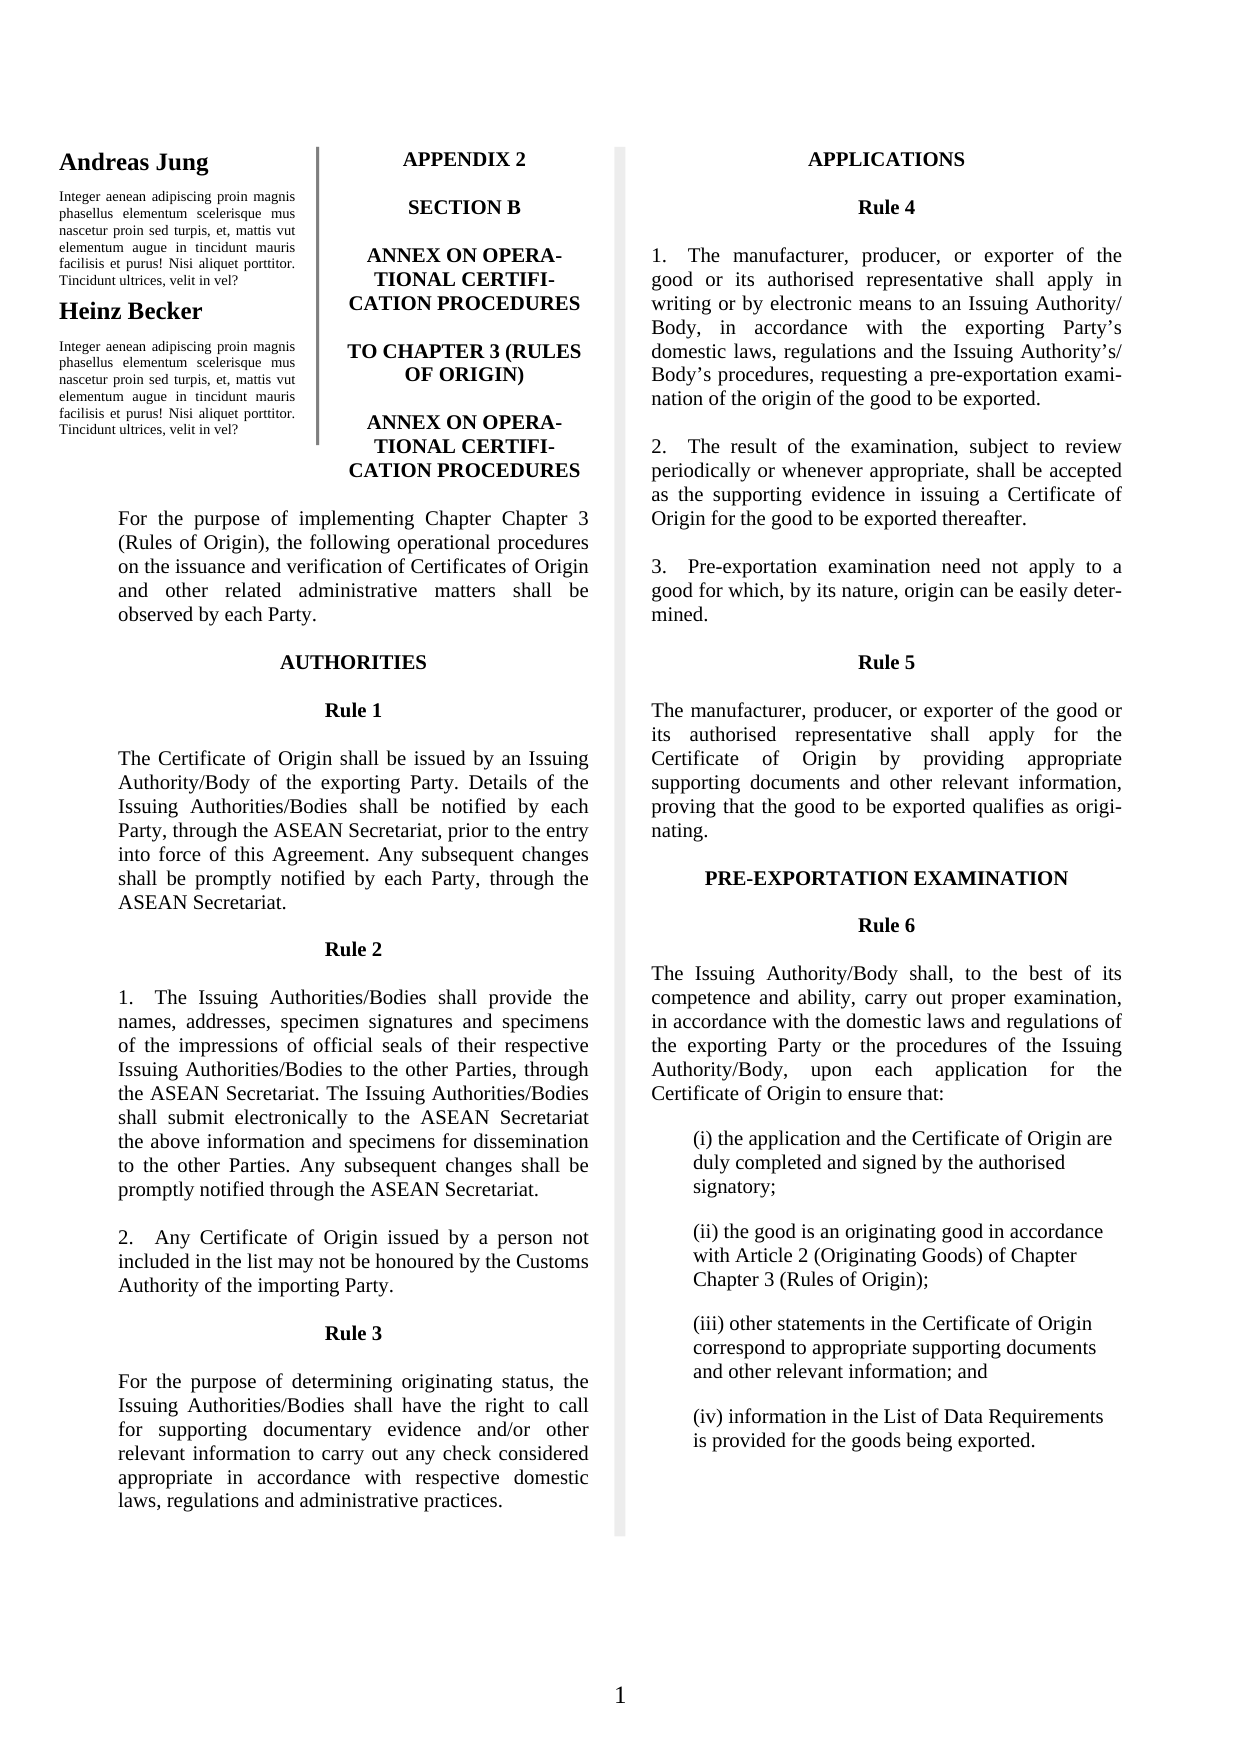 Andreas Jung
Integer aenean adipiscing proin magnis
phasellus elementum scelerisque mus
nascetur proin sed turpis, et, mattis vut
elementum augue in tincidunt mauris
facilisis et purus! Nisi aliquet porttitor.
Tincidunt ultrices, velit in vel?
Heinz Becker
Integer aenean adipiscing proin magnis
phasellus elementum scelerisque mus
nascetur proin sed turpis, et, mattis vut
elementum augue in tincidunt mauris
facilisis et purus! Nisi aliquet porttitor.
Tincidunt ultrices, velit in vel?
APPENDIX 2
SECTION B
ANNEX ON OPERA-
TIONAL CERTIFI-
CATION PROCEDURES
TO CHAPTER 3 (RULES
OF ORIGIN)
ANNEX ON OPERA-
TIONAL CERTIFI-
CATION PROCEDURES
For the purpose of implementing Chapter Chapter 3
(Rules of Origin), the following operational procedures
on the issuance and verification of Certificates of Origin
and other related administrative matters shall be
observed by each Party.
AUTHORITIES
Rule 1
The Certificate of Origin shall be issued by an Issuing
Authority/Body of the exporting Party. Details of the
Issuing Authorities/Bodies shall be notified by each
Party, through the ASEAN Secretariat, prior to the entry
into force of this Agreement. Any subsequent changes
shall be promptly notified by each Party, through the
ASEAN Secretariat.
Rule 2
1. The Issuing Authorities/Bodies shall provide the
names, addresses, specimen signatures and specimens
of the impressions of official seals of their respective
Issuing Authorities/Bodies to the other Parties, through
the ASEAN Secretariat. The Issuing Authorities/Bodies
shall submit electronically to the ASEAN Secretariat
the above information and specimens for dissemination
to the other Parties. Any subsequent changes shall be
promptly notified through the ASEAN Secretariat.
2. Any Certificate of Origin issued by a person not
included in the list may not be honoured by the Customs
Authority of the importing Party.
Rule 3
For the purpose of determining originating status, the
Issuing Authorities/Bodies shall have the right to call
for supporting documentary evidence and/or other
relevant information to carry out any check considered
appropriate in accordance with respective domestic
laws, regulations and administrative practices.
APPLICATIONS
Rule 4
1. The manufacturer, producer, or exporter of the
good or its authorised representative shall apply in
writing or by electronic means to an Issuing Authority/
Body, in accordance with the exporting Party’s
domestic laws, regulations and the Issuing Authority’s/
Body’s procedures, requesting a pre-exportation exami-
nation of the origin of the good to be exported.
2. The result of the examination, subject to review
periodically or whenever appropriate, shall be accepted
as the supporting evidence in issuing a Certificate of
Origin for the good to be exported thereafter.
3. Pre-exportation examination need not apply to a
good for which, by its nature, origin can be easily deter-
mined.
Rule 5
The manufacturer, producer, or exporter of the good or
its authorised representative shall apply for the
Certificate of Origin by providing appropriate
supporting documents and other relevant information,
proving that the good to be exported qualifies as origi-
nating.
PRE-EXPORTATION EXAMINATION
Rule 6
The Issuing Authority/Body shall, to the best of its
competence and ability, carry out proper examination,
in accordance with the domestic laws and regulations of
the exporting Party or the procedures of the Issuing
Authority/Body, upon each application for the
Certificate of Origin to ensure that:
(i) the application and the Certificate of Origin are
duly completed and signed by the authorised
signatory;
(ii) the good is an originating good in accordance
with Article 2 (Originating Goods) of Chapter
Chapter 3 (Rules of Origin);
(iii) other statements in the Certificate of Origin
correspond to appropriate supporting documents
and other relevant information; and
(iv) information in the List of Data Requirements
is provided for the goods being exported.
1